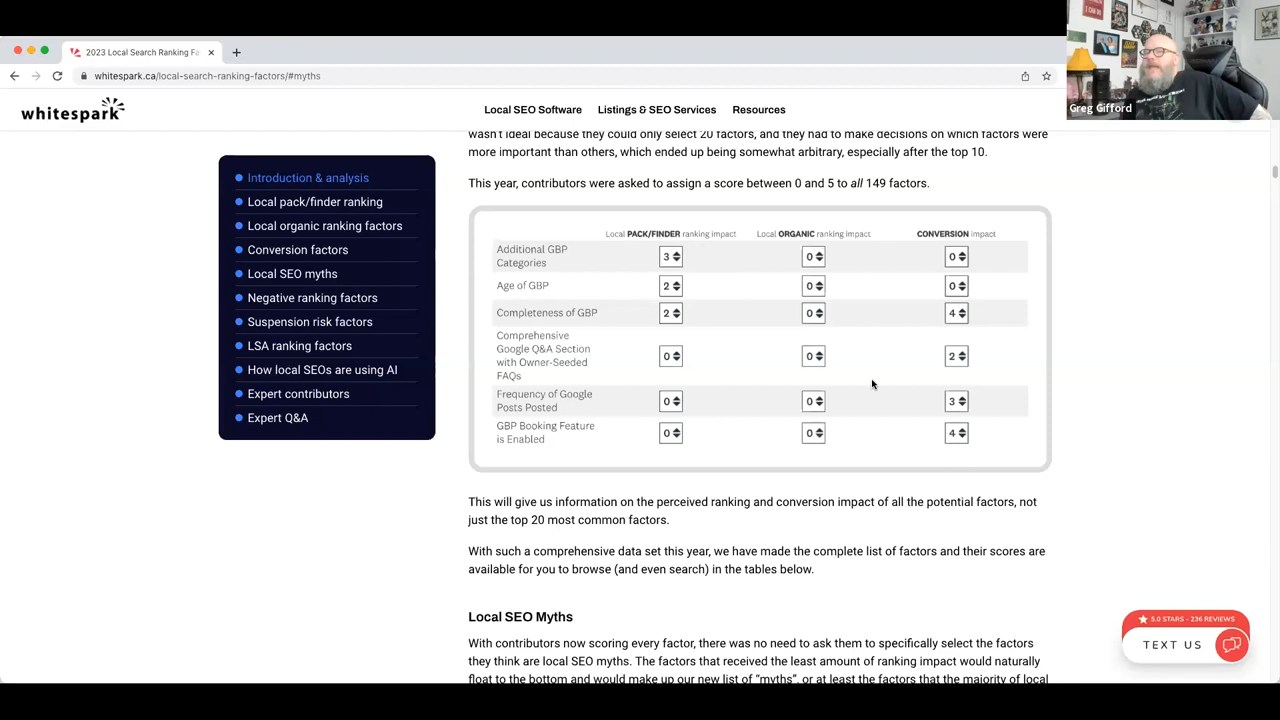 2023 Local Search Ranking Fa
whitespark.ca/local-search-ranking-factors/#myths
Greg Gifford
whitespark
Local SEO Software
Listings & SEO Services
Resources
Introduction & analysis
Local pack/finder ranking
Local organic ranking factors
Conversion factors
Local SEO myths
Negative ranking factors
Suspension risk factors
LSA ranking factors
How local SEOs are using AI
Expert contributors
Expert Q&A
wasn't ideal because they could only select 20 factors, and they had to make decisions on which factors were
more important than others, which ended up being somewhat arbitrary, especially after the top 10.
This year, contributors were asked to assign a score between 0 and 5 to all 149 factors.
Local PACK/FINDER ranking impact Local ORGANIC ranking impact CONVERSION impact
Additional GBP
Categories
3 0 0
Age of GBP 2 0 0
Completeness of GBP 2 0 4
Comprehensive
Google Q&A Section
with Owner-Seeded
FAQs
0 0 2
Frequency of Google
Posts Posted
0 0 3
GBP Booking Feature
is Enabled
0 0 4
This will give us information on the perceived ranking and conversion impact of all the potential factors, not
just the top 20 most common factors.
With such a comprehensive data set this year, we have made the complete list of factors and their scores are
available for you to browse (and even search) in the tables below.
Local SEO Myths
With contributors now scoring every factor, there was no need to ask them to specifically select the factors
they think are local SEO myths. The factors that received the least amount of ranking impact would naturally
float to the bottom and would make up our new list of "myths", or at least the factors that the majority of local
5.0 STARS - 236 REVIEWS
TEXT US